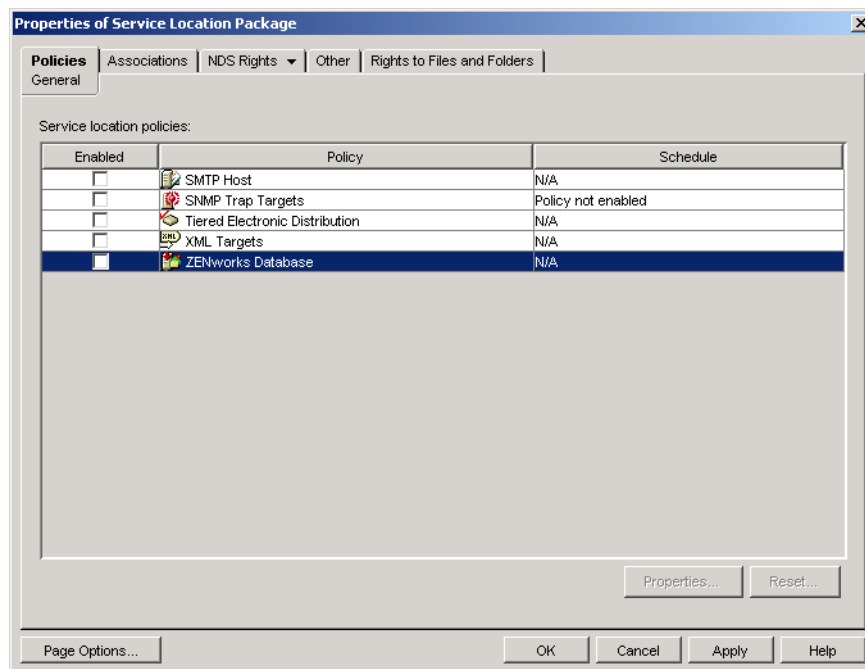 Properties of Service Location Package
Policies Associations NDS Rights Other Rights to Files and Folders
General
Service location policies:
Enabled Policy Schedule
SMTP Host N/A
SNMP Trap Targets Policy not enabled
Tiered Electronic Distribution N/A
XML XML Targets N/A
ZENworks Database N/A
Properties... Reset...
Page Options... OK Cancel Apply Help